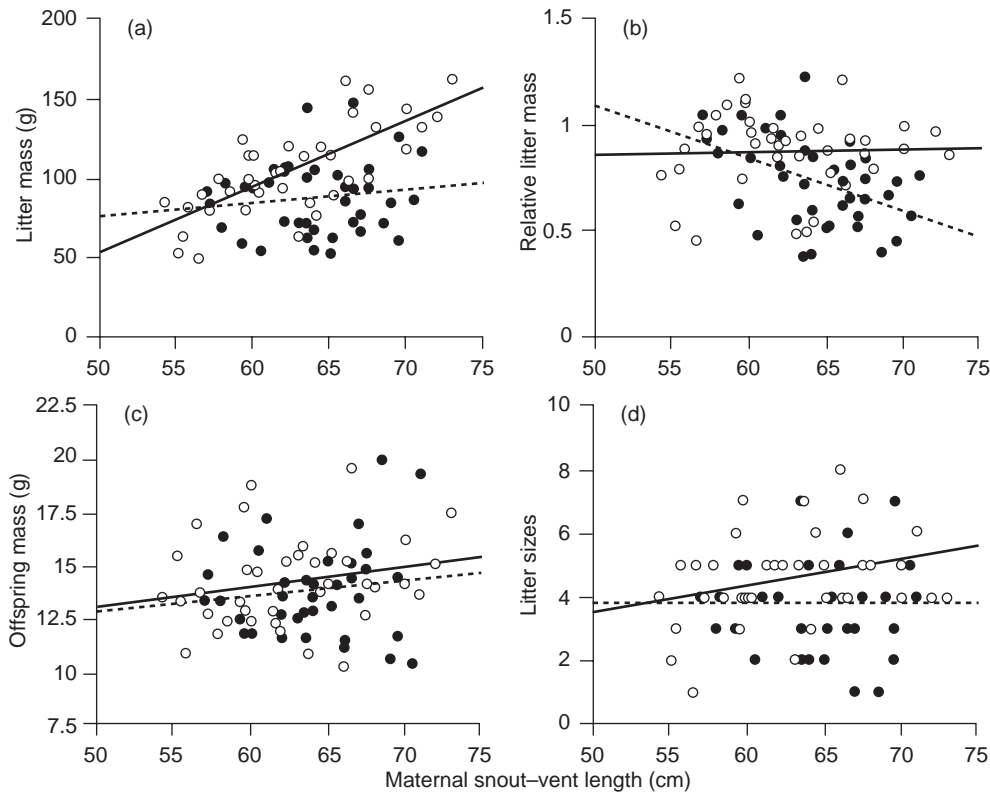 (a)
Litter mass (g)
200
150
100
50
0
50 55 60 65 70 75
(b)
Relative litter mass
1.5
1
0.5
0
50 55 60 65 70 75
(c)
Offspring mass (g)
22.5
20
17.5
15
12.5
10
7.5
50 55 60 65 70 75
(d)
Litter sizes
10
8
6
4
2
0
50 55 60 65 70 75
Maternal snout–vent length (cm)